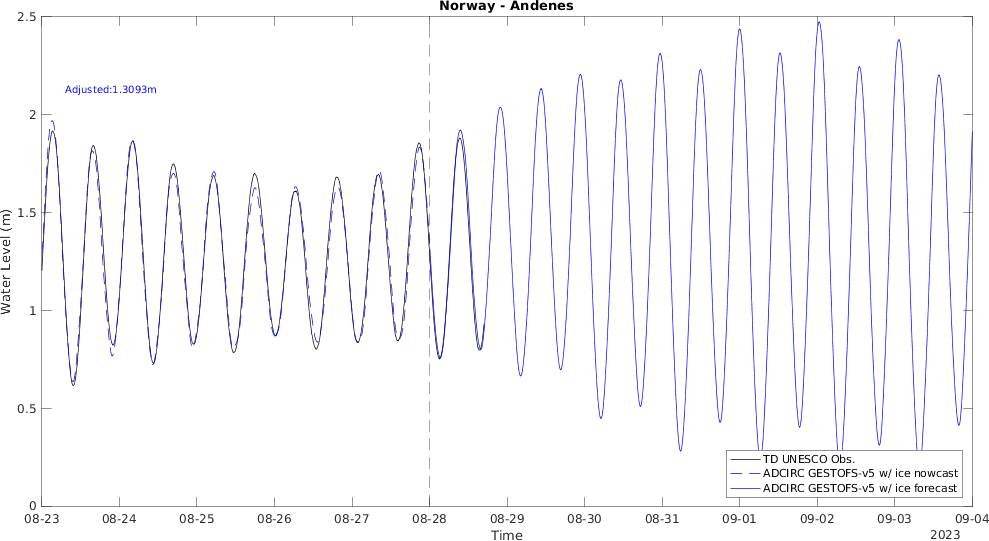 Norway - Andenes
2.5
2
1.5
1
0.5
0
Water Level (m)
Adjusted:1.3093m
TD UNESCO Obs.
ADCIRC GESTOFS-v5 w/ ice nowcast
ADCIRC GESTOFS-v5 w/ ice forecast
08-23 08-24 08-25 08-26 08-27 08-28 08-29 08-30 08-31 09-01 09-02 09-03 09-04
Time
2023